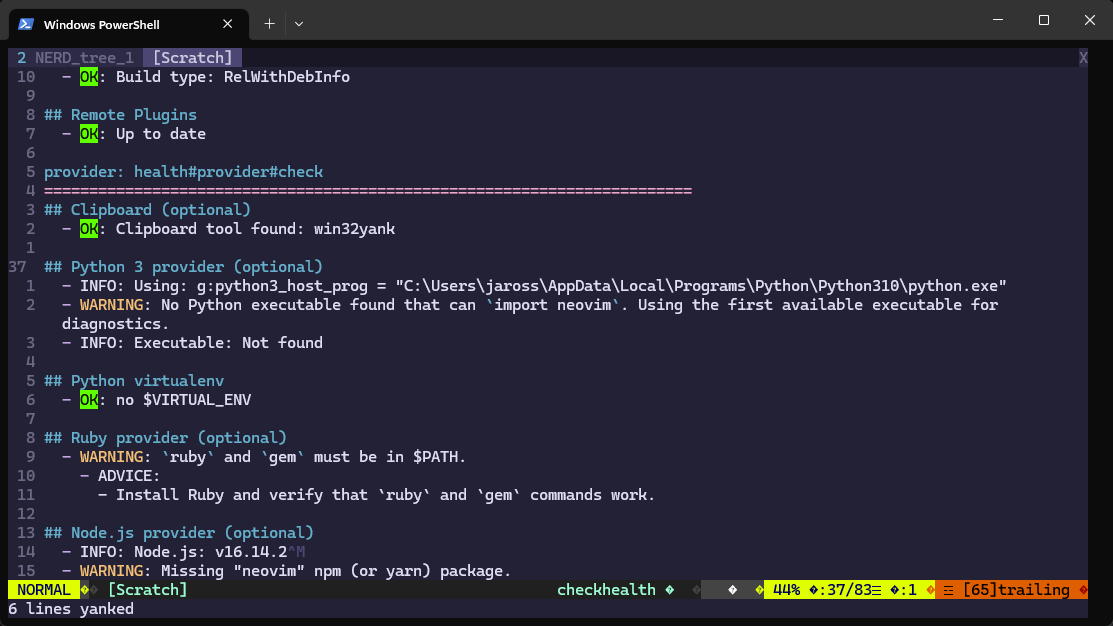 Windows PowerShell
2 NERD_tree_1 [Scratch] X
10 - OK: Build type: RelWithDebInfo
9
8 ## Remote Plugins
7 - OK: Up to date
6
5 provider: health#provider#check
4 ========================================================================
3 ## Clipboard (optional)
2 - OK: Clipboard tool found: win32yank
1
37 ## Python 3 provider (optional)
1 - INFO: Using: g:python3_host_prog = "C:\Users\jaross\AppData\Local\Programs\Python\Python310\python.exe"
2 - WARNING: No Python executable found that can `import neovim`. Using the first available executable for
diagnostics.
3 - INFO: Executable: Not found
4
5 ## Python virtualenv
6 - OK: no $VIRTUAL_ENV
7
8 ## Ruby provider (optional)
9 - WARNING: `ruby` and `gem` must be in $PATH.
10 - ADVICE:
11 - Install Ruby and verify that `ruby` and `gem` commands work.
12
13 ## Node.js provider (optional)
14 - INFO: Node.js: v16.14.2^M
15 - WARNING: Missing "neovim" npm (or yarn) package.
NORMAL �� [Scratch] checkhealth � � � � 44% �:37/83☰ �:1 � ☲ [65]trailing �
6 lines yanked